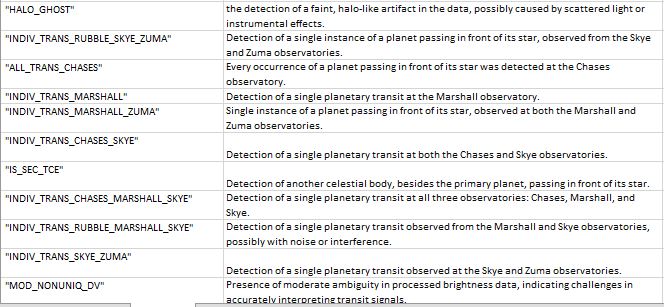 "HALO_GHOST"
the detection of a faint, halo-like artifact in the data, possibly caused by scattered light or
instrumental effects.
"INDIV_TRANS_RUBBLE_SKYE_ZUMA"
Detection of a single instance of a planet passing in front of its star, observed from the Skye
and Zuma observatories.
"ALL_TRANS_CHASES"
Every occurrence of a planet passing in front of its star was detected at the Chases
observatory.
"INDIV_TRANS_MARSHALL"
Detection of a single planetary transit at the Marshall observatory.
"INDIV_TRANS_MARSHALL_ZUMA"
Single instance of a planet passing in front of its star, observed at both the Marshall and
Zuma observatories.
"INDIV_TRANS_CHASES_SKYE"
Detection of a single planetary transit at both the Chases and Skye observatories.
"IS_SEC_TCE"
Detection of another celestial body, besides the primary planet, passing in front of its star.
"INDIV_TRANS_CHASES_MARSHALL_SKYE"
Detection of a single planetary transit at all three observatories: Chases, Marshall, and
Skye.
"INDIV_TRANS_RUBBLE_MARSHALL_SKYE"
Detection of a single planetary transit observed from the Marshall and Skye observatories,
possibly with noise or interference.
"INDIV_TRANS_SKYE_ZUMA"
Detection of a single planetary transit observed at the Skye and Zuma observatories.
"MOD_NONUNIQ_DV"
Presence of moderate ambiguity in processed brightness data, indicating challenges in
accurately interpreting transit signals.